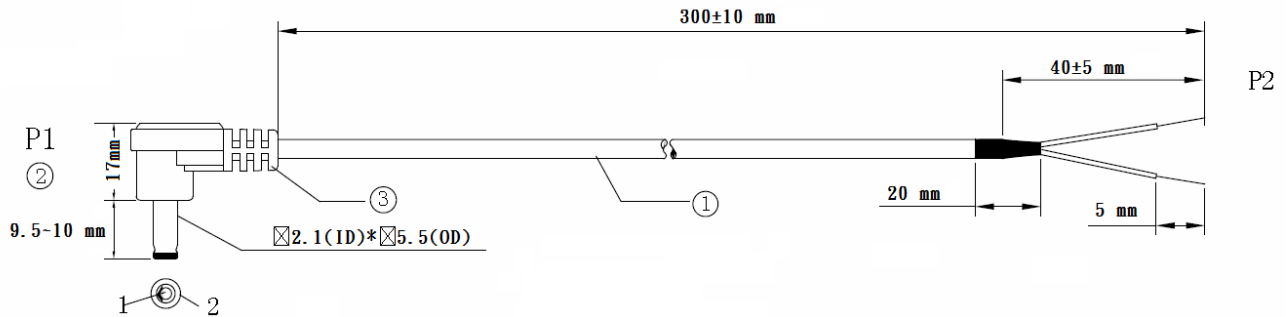 300±10 mm
40±5 mm
P2
P1
②
17mm
③
①
20 mm
5 mm
9.5~10 mm
☒2.1(ID)*☒5.5(OD)
1
2